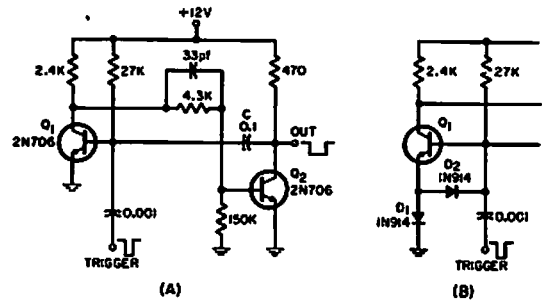 +12V
2.4K
27K
33pf
4.3K
470
Q1
2N706
C
0.1
OUT
Q2
2N706
0.001
150K
TRIGGER
(A)
2.4K
27K
Q1
D2
1N914
D1
1N914
0.001
TRIGGER
(B)